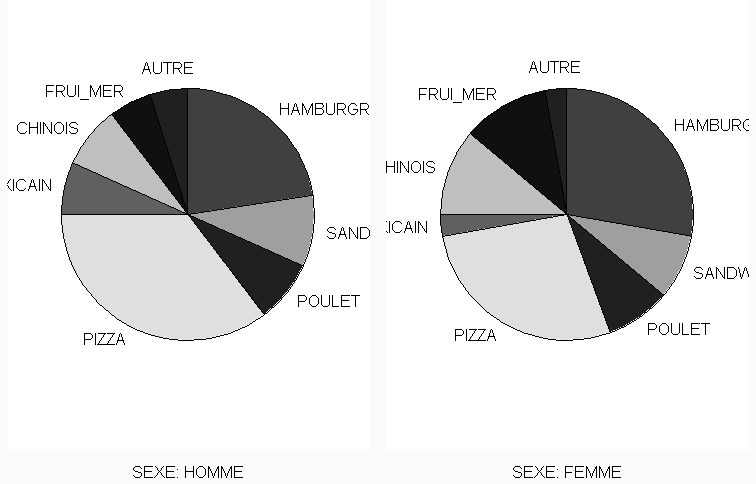 AUTRE
FRUI_MER
HAMBURGR
CHINOIS
XICAIN
SAND
POULET
PIZZA
SEXE: HOMME
AUTRE
FRUI_MER
HAMBURG
HINOIS
ICAIN
SANDW
POULET
PIZZA
SEXE: FEMME